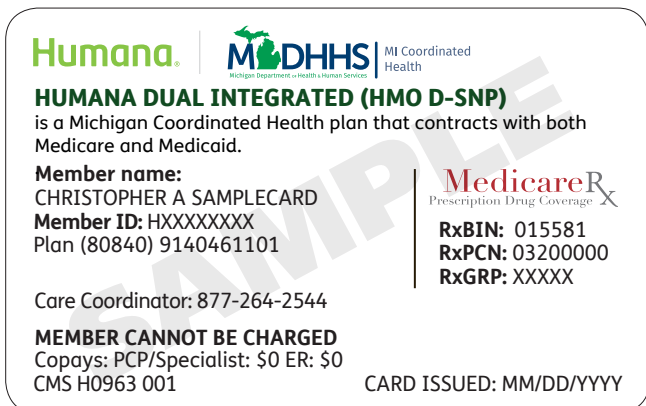 Humana.
MDHHS
Michigan Department of Health & Human Services
MI Coordinated
Health
HUMANA DUAL INTEGRATED (HMO D-SNP)
is a Michigan Coordinated Health plan that contracts with both
Medicare and Medicaid.
Member name:
CHRISTOPHER A SAMPLECARD
Member ID: HXXXXXXXX
Plan (80840) 9140461101
Care Coordinator: 877-264-2544
MEMBER CANNOT BE CHARGED
Copays: PCP/Specialist: $0 ER: $0
CMS H0963 001
MedicareRx
Prescription Drug Coverage
RxBIN: 015581
RxPCN: 03200000
RxGRP: XXXXX
CARD ISSUED: MM/DD/YYYY
SAMPLE